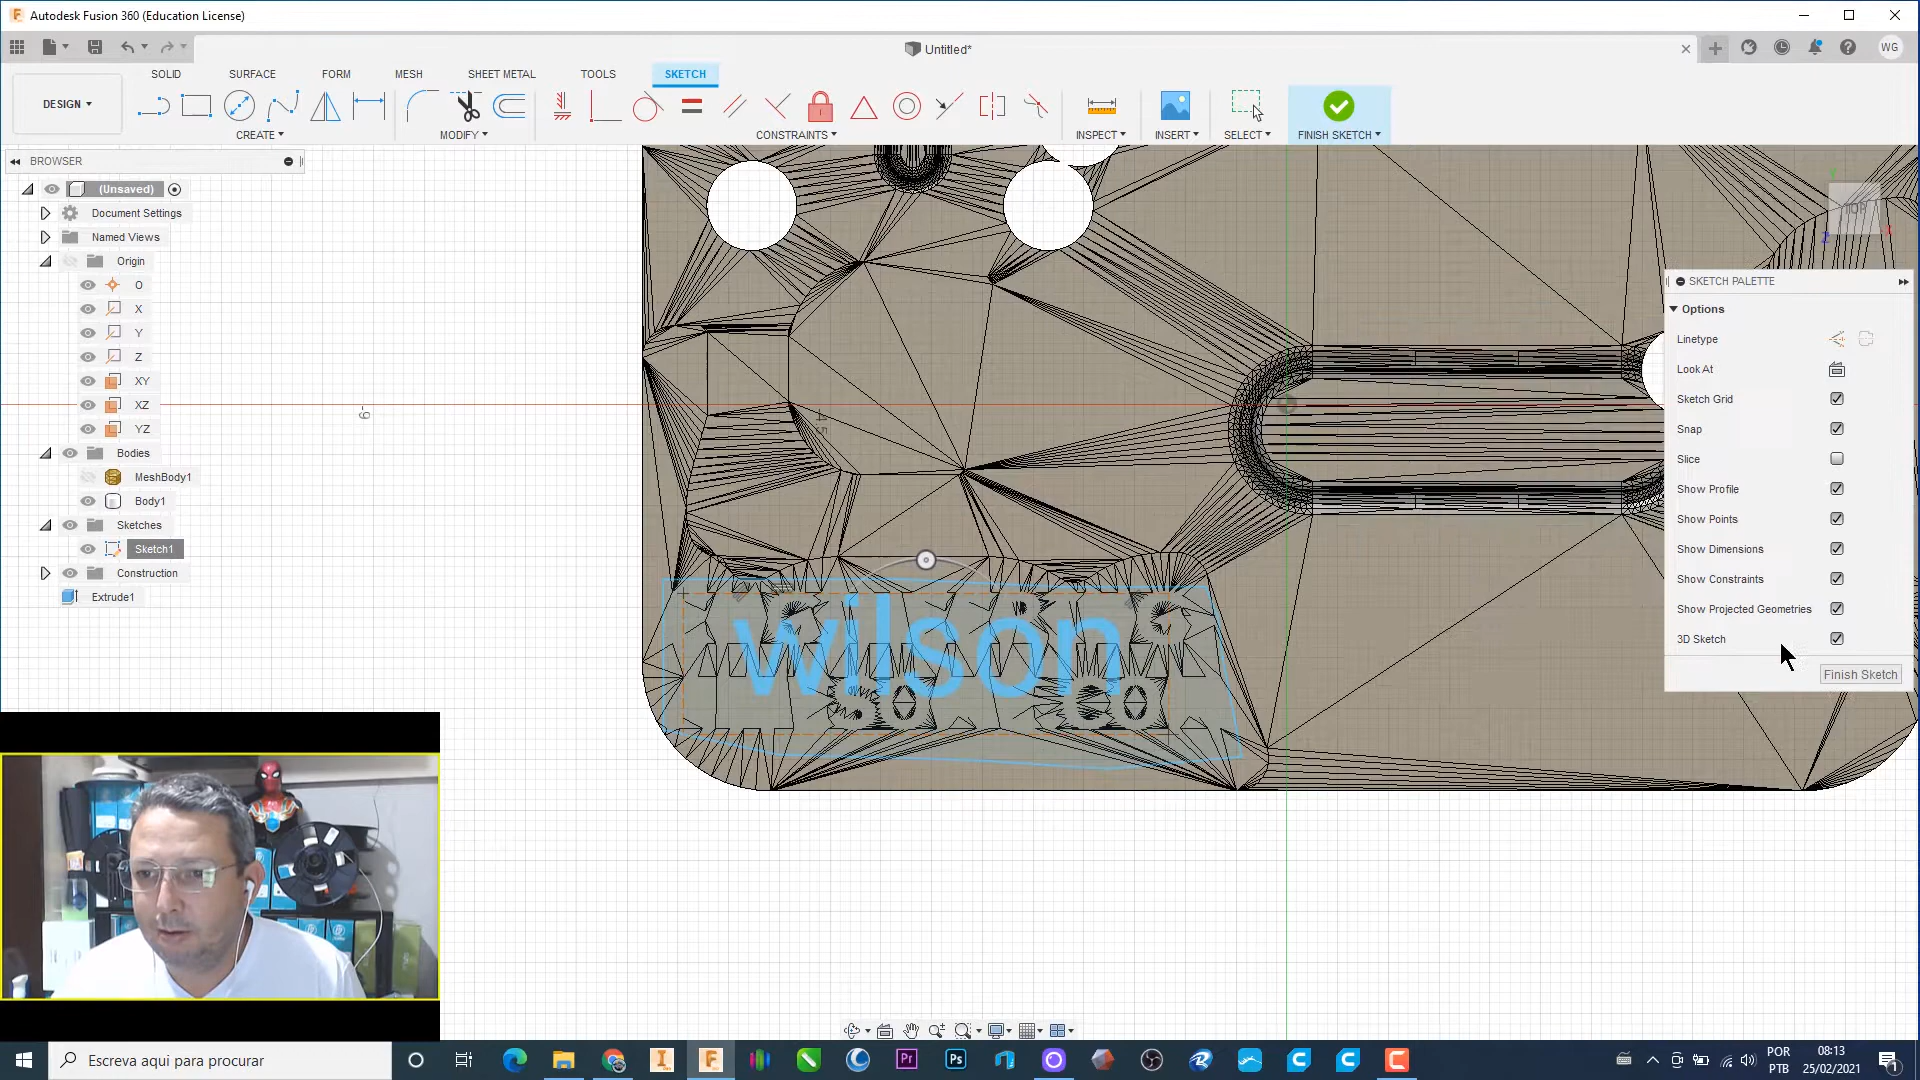 Autodesk Fusion 360 (Education License)
Untitled*
WG
SOLID SURFACE FORM MESH SHEET METAL TOOLS SKETCH
DESIGN
CREATE MODIFY CONSTRAINTS INSPECT INSERT SELECT FINISH SKETCH
BROWSER
(Unsaved)
Document Settings
Named Views
Origin
O
X
Y
Z
XY
XZ
YZ
Bodies
MeshBody1
Body1
Sketches
Sketch1
Construction
Extrude1
TOP
SKETCH PALETTE
Options
Linetype
Look At
Sketch Grid
Snap
Slice
Show Profile
Show Points
Show Dimensions
Show Constraints
Show Projected Geometries
3D Sketch
Finish Sketch
wilson
Escreva aqui para procurar
POR
PTB
08:13
25/02/2021